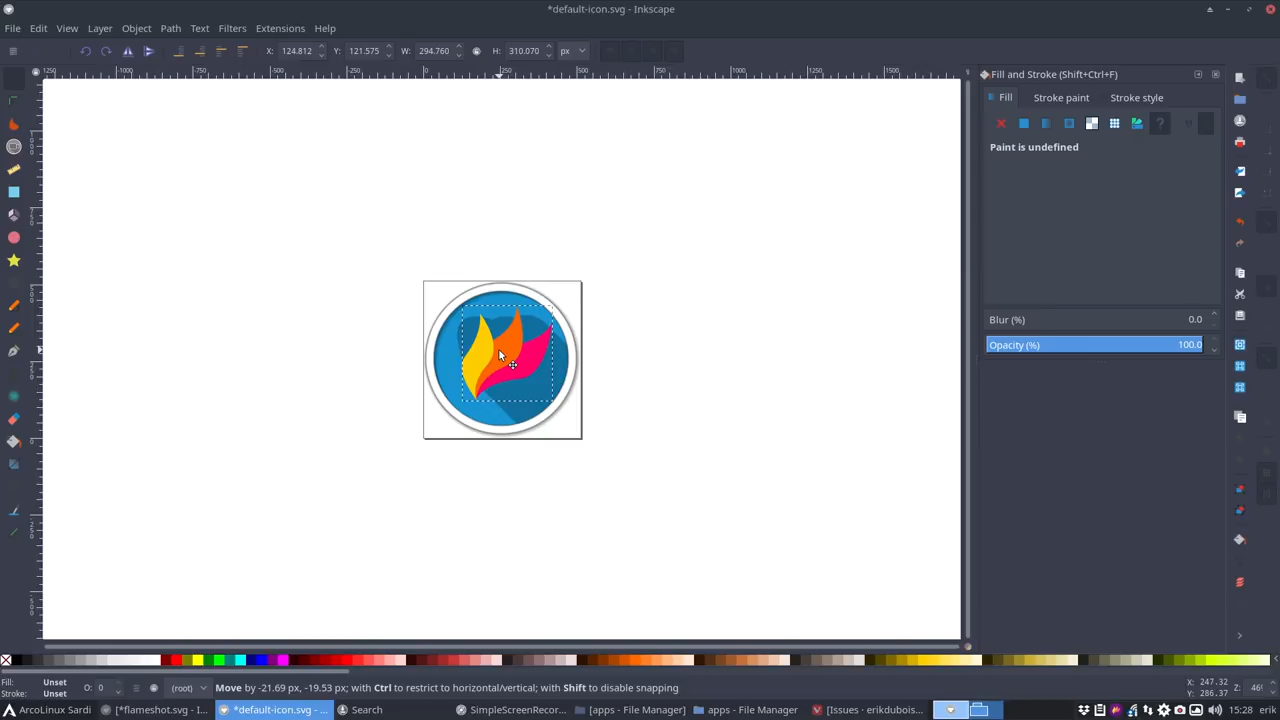 *default-icon.svg - Inkscape
File Edit View Layer Object Path Text Filters Extensions Help
X: 124.812 Y: 121.575 W: 294.760 H: 310.070 px
Fill and Stroke (Shift+Ctrl+F)
Fill Stroke paint Stroke style
Paint is undefined
Blur (%) 0.0
Opacity (%) 100.0
Fill: Unset
Stroke: Unset
O: 0 (root) Move by -21.69 px, -19.53 px; with Ctrl to restrict to horizontal/vertical; with Shift to disable snapping
X: 247.32
Y: 286.37
Z: 46
ArcoLinux Sardi [*flameshot.svg - I... *default-icon.svg - ... Search SimpleScreenRecor... [apps - File Manager] apps - File Manager [Issues · erikdubois... 15:28 erik